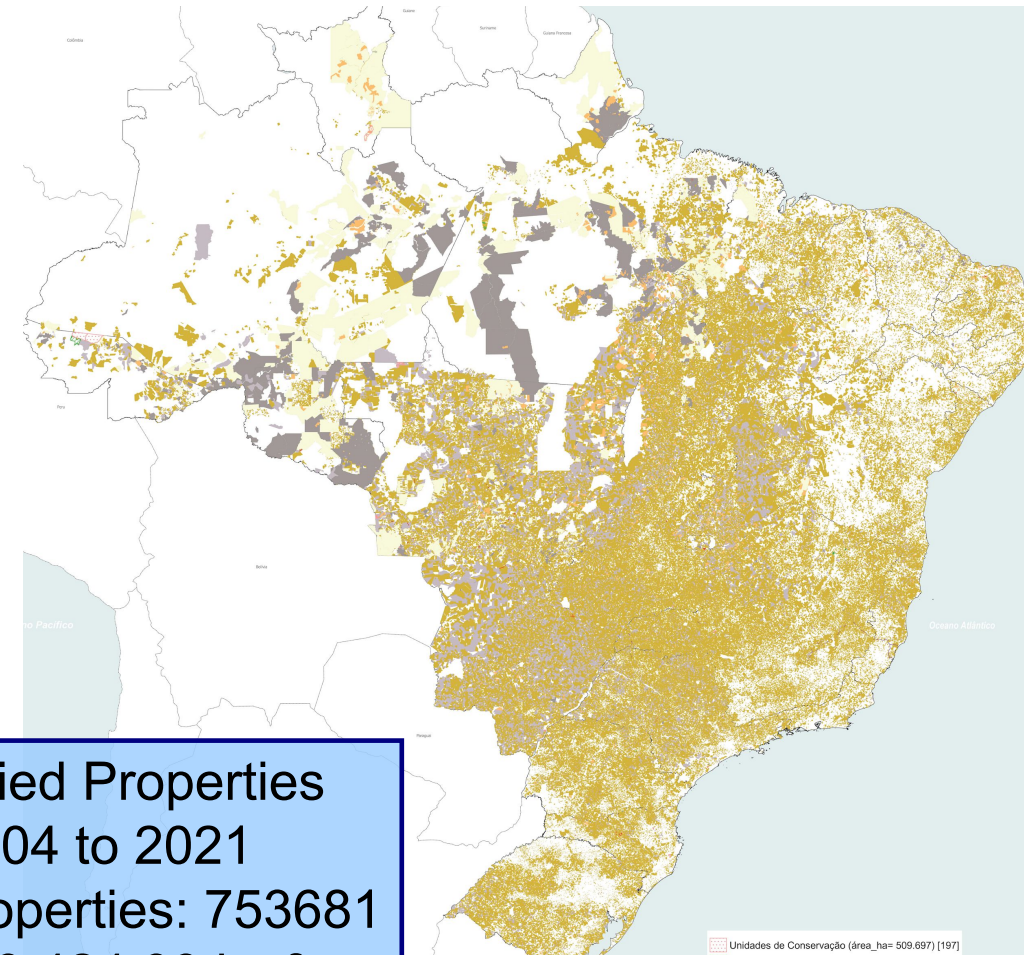 Guiana
Colômbia
Suriname
Guiana Francesa
Peru
Bolívia
no Pacífico
Oceano Atlântico
Paraguai
ied Properties
04 to 2021
operties: 753681
Unidades de Conservação (área_ha= 509.697) [197]